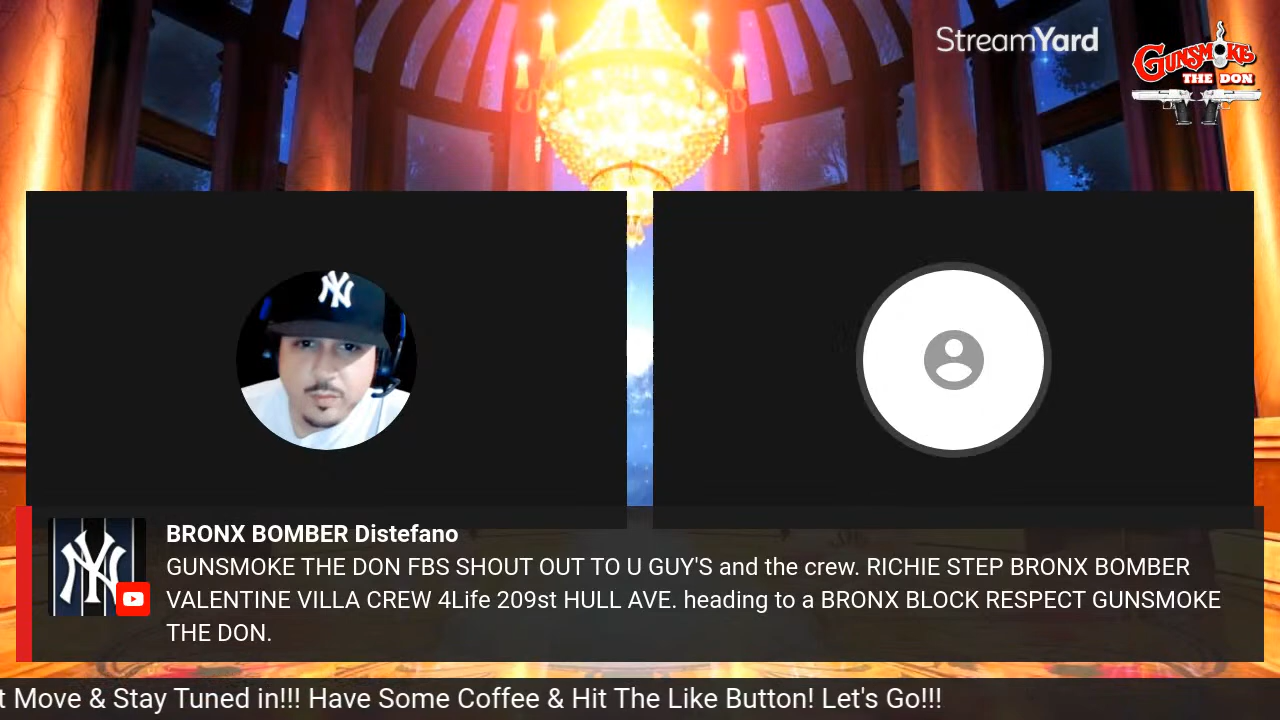 StreamYard
GUNSMOKE
THE DON
NY
BRONX BOMBER Distefano
NY
GUNSMOKE THE DON FBS SHOUT OUT TO U GUY'S and the crew. RICHIE STEP BRONX BOMBER
VALENTINE VILLA CREW 4Life 209st HULL AVE. heading to a BRONX BLOCK RESPECT GUNSMOKE
THE DON.
t Move & Stay Tuned in!!! Have Some Coffee & Hit The Like Button! Let's Go!!!